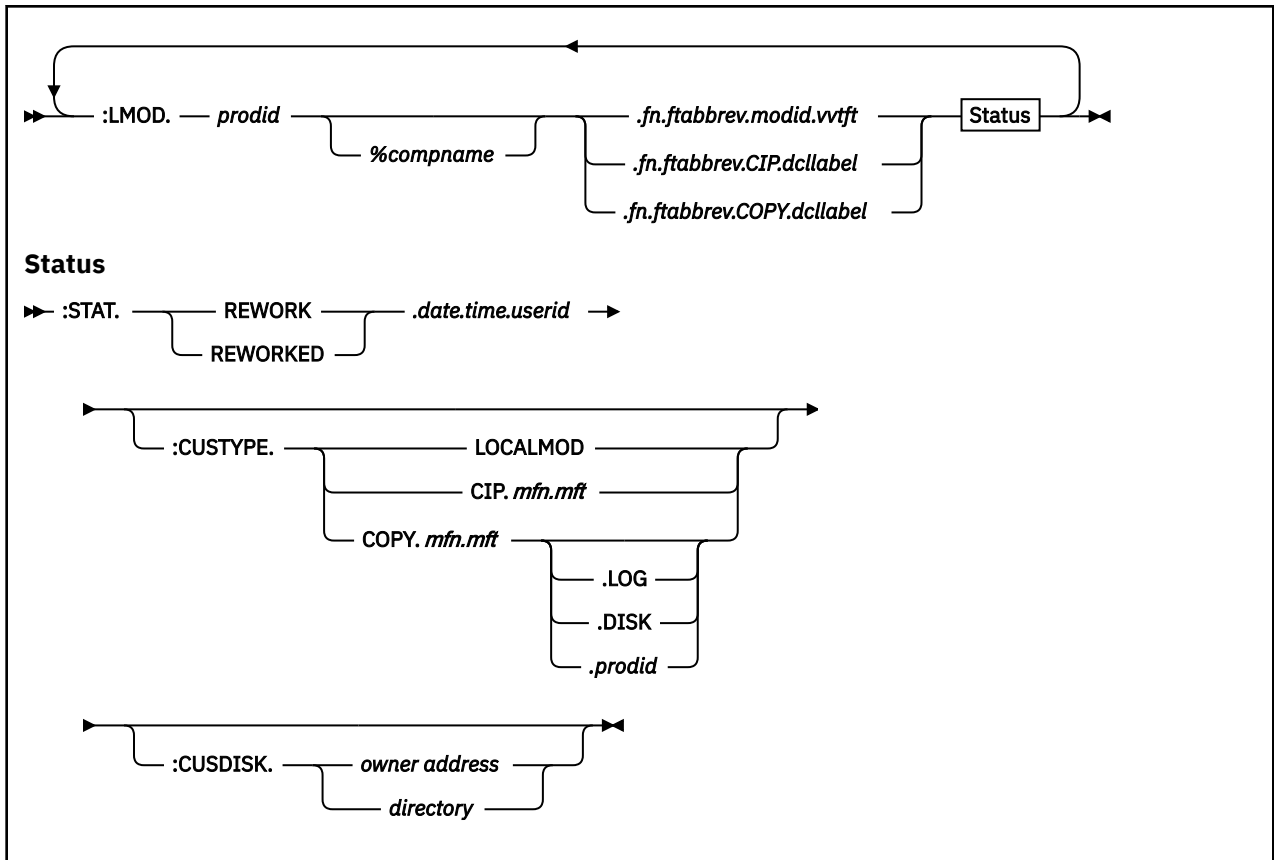 :LMOD. prodid .fn.ftabbrev.modid.vvtft Status
%compname
.fn.ftabbrev.CIP.dcllabel
.fn.ftabbrev.COPY.dcllabel
Status
:STAT. REWORK .date.time.userid
REWORKED
:CUSTYPE. LOCALMOD
CIP. mfn.mft
COPY. mfn.mft
.LOG
.DISK
.prodid
:CUSDISK. owner address
directory